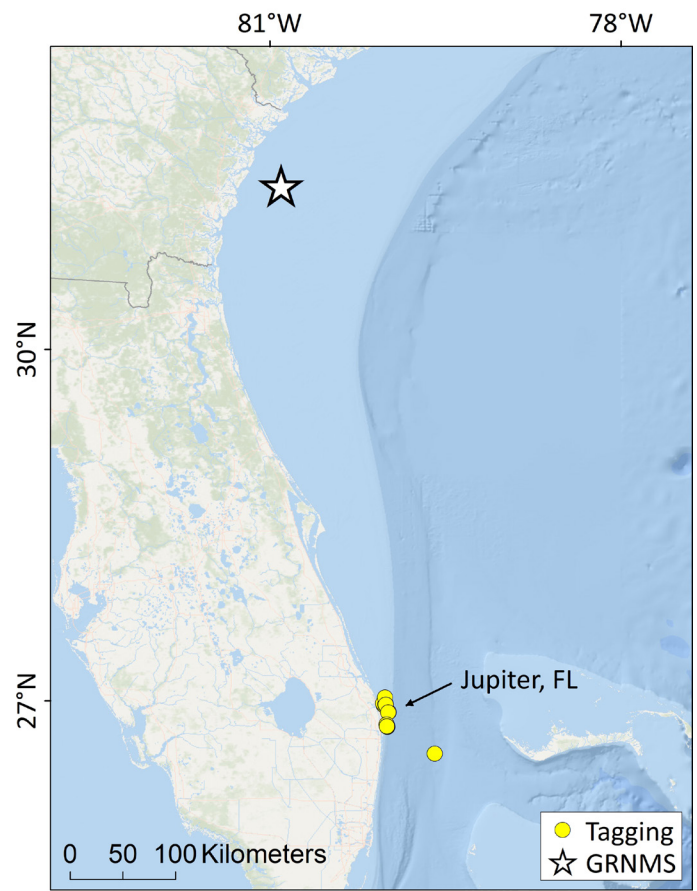 81°W 78°W
30°N
27°N
Jupiter, FL
Tagging
GRNMS
0 50 100 Kilometers